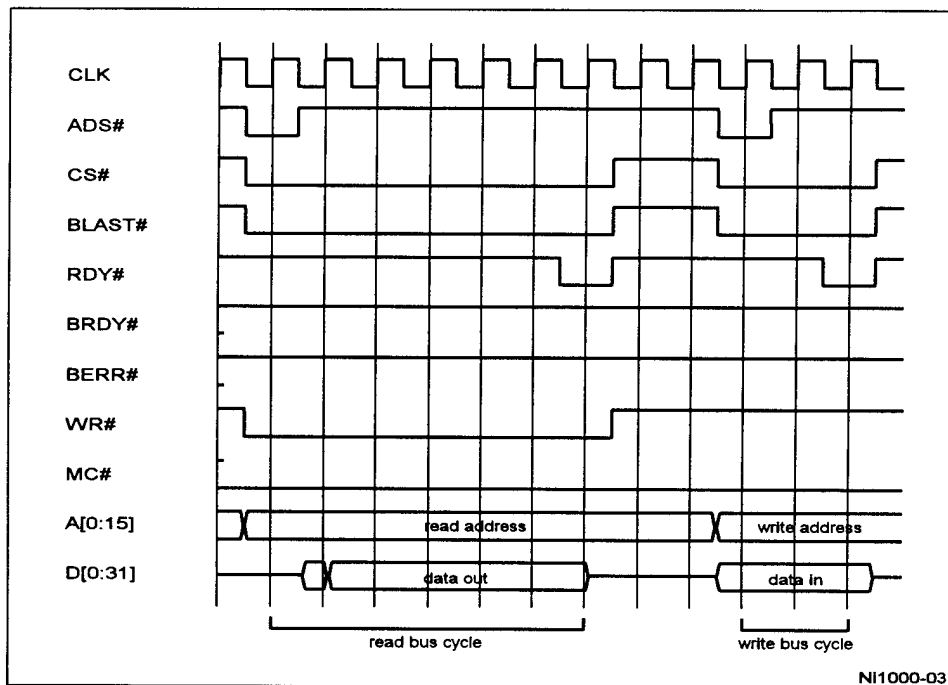 CLK
ADS#
CS#
BLAST#
RDY#
BRDY#
BERR#
WR#
MC#
A[0:15] read address write address
D[0:31] data out data in
read bus cycle write bus cycle
NI1000-03